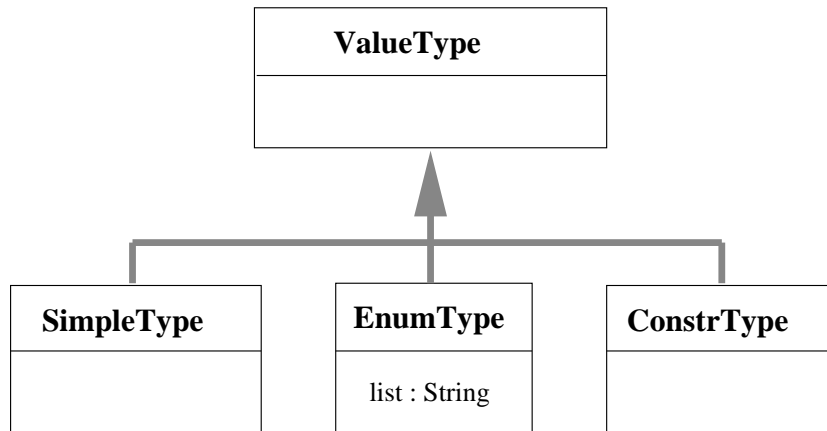 ValueType
SimpleType
EnumType
ConstrType
list : String